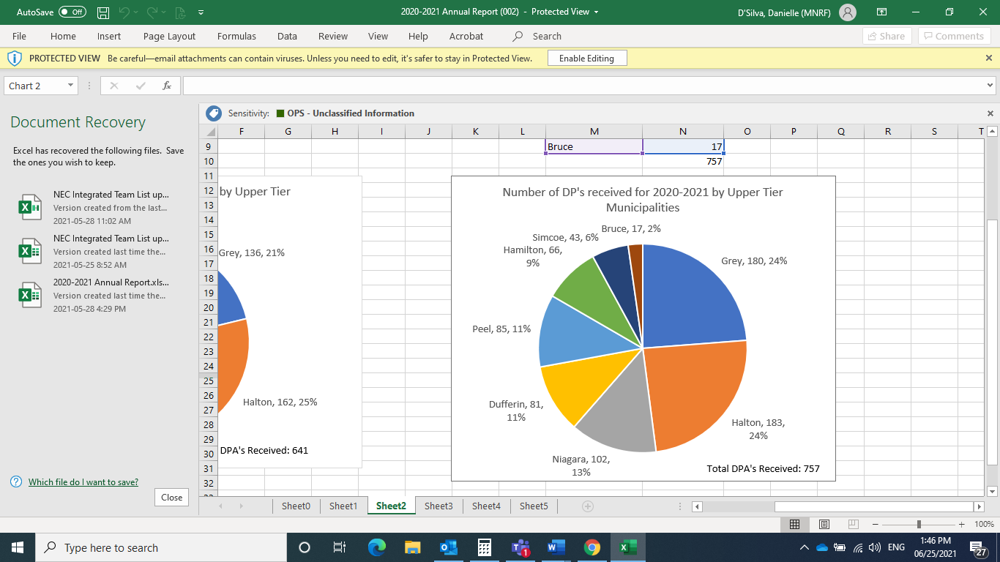 AutoSave Off
2020-2021 Annual Report (002) - Protected View
D'Silva, Danielle (MNRF)
File Home Insert Page Layout Formulas Data Review View Help Acrobat Search Share Comments
PROTECTED VIEW Be careful—email attachments can contain viruses. Unless you need to edit, it's safer to stay in Protected View. Enable Editing
Chart 2
fx
Document Recovery
Excel has recovered the following files. Save
the ones you wish to keep.
NEC Integrated Team List up...
Version created from the last...
2021-05-28 11:02 AM
NEC Integrated Team List up...
Version created last time the...
2021-05-25 8:52 AM
2020-2021 Annual Report.xls...
Version created last time the...
2021-05-28 4:29 PM
Which file do I want to save?
Close
Sensitivity: OPS - Unclassified Information
F G H I J K L M N O P Q R S T
9 Bruce 17
10 757
11
12
13
14
15
16
17
18
19
20
21
22
23
24
25
26
27
28
29
30
31
32
by Upper Tier
Grey, 136, 21%
Halton, 162, 25%
DPA's Received: 641
Number of DP's received for 2020-2021 by Upper Tier
Municipalities
Bruce, 17, 2%
Simcoe, 43, 6%
Hamilton, 66,
9%
Grey, 180, 24%
Peel, 85, 11%
Dufferin, 81,
11%
Halton, 183,
24%
Niagara, 102,
13%
Total DPA's Received: 757
Sheet0 Sheet1 Sheet2 Sheet3 Sheet4 Sheet5
100%
Type here to search
1
ENG
1:46 PM
06/25/2021
27